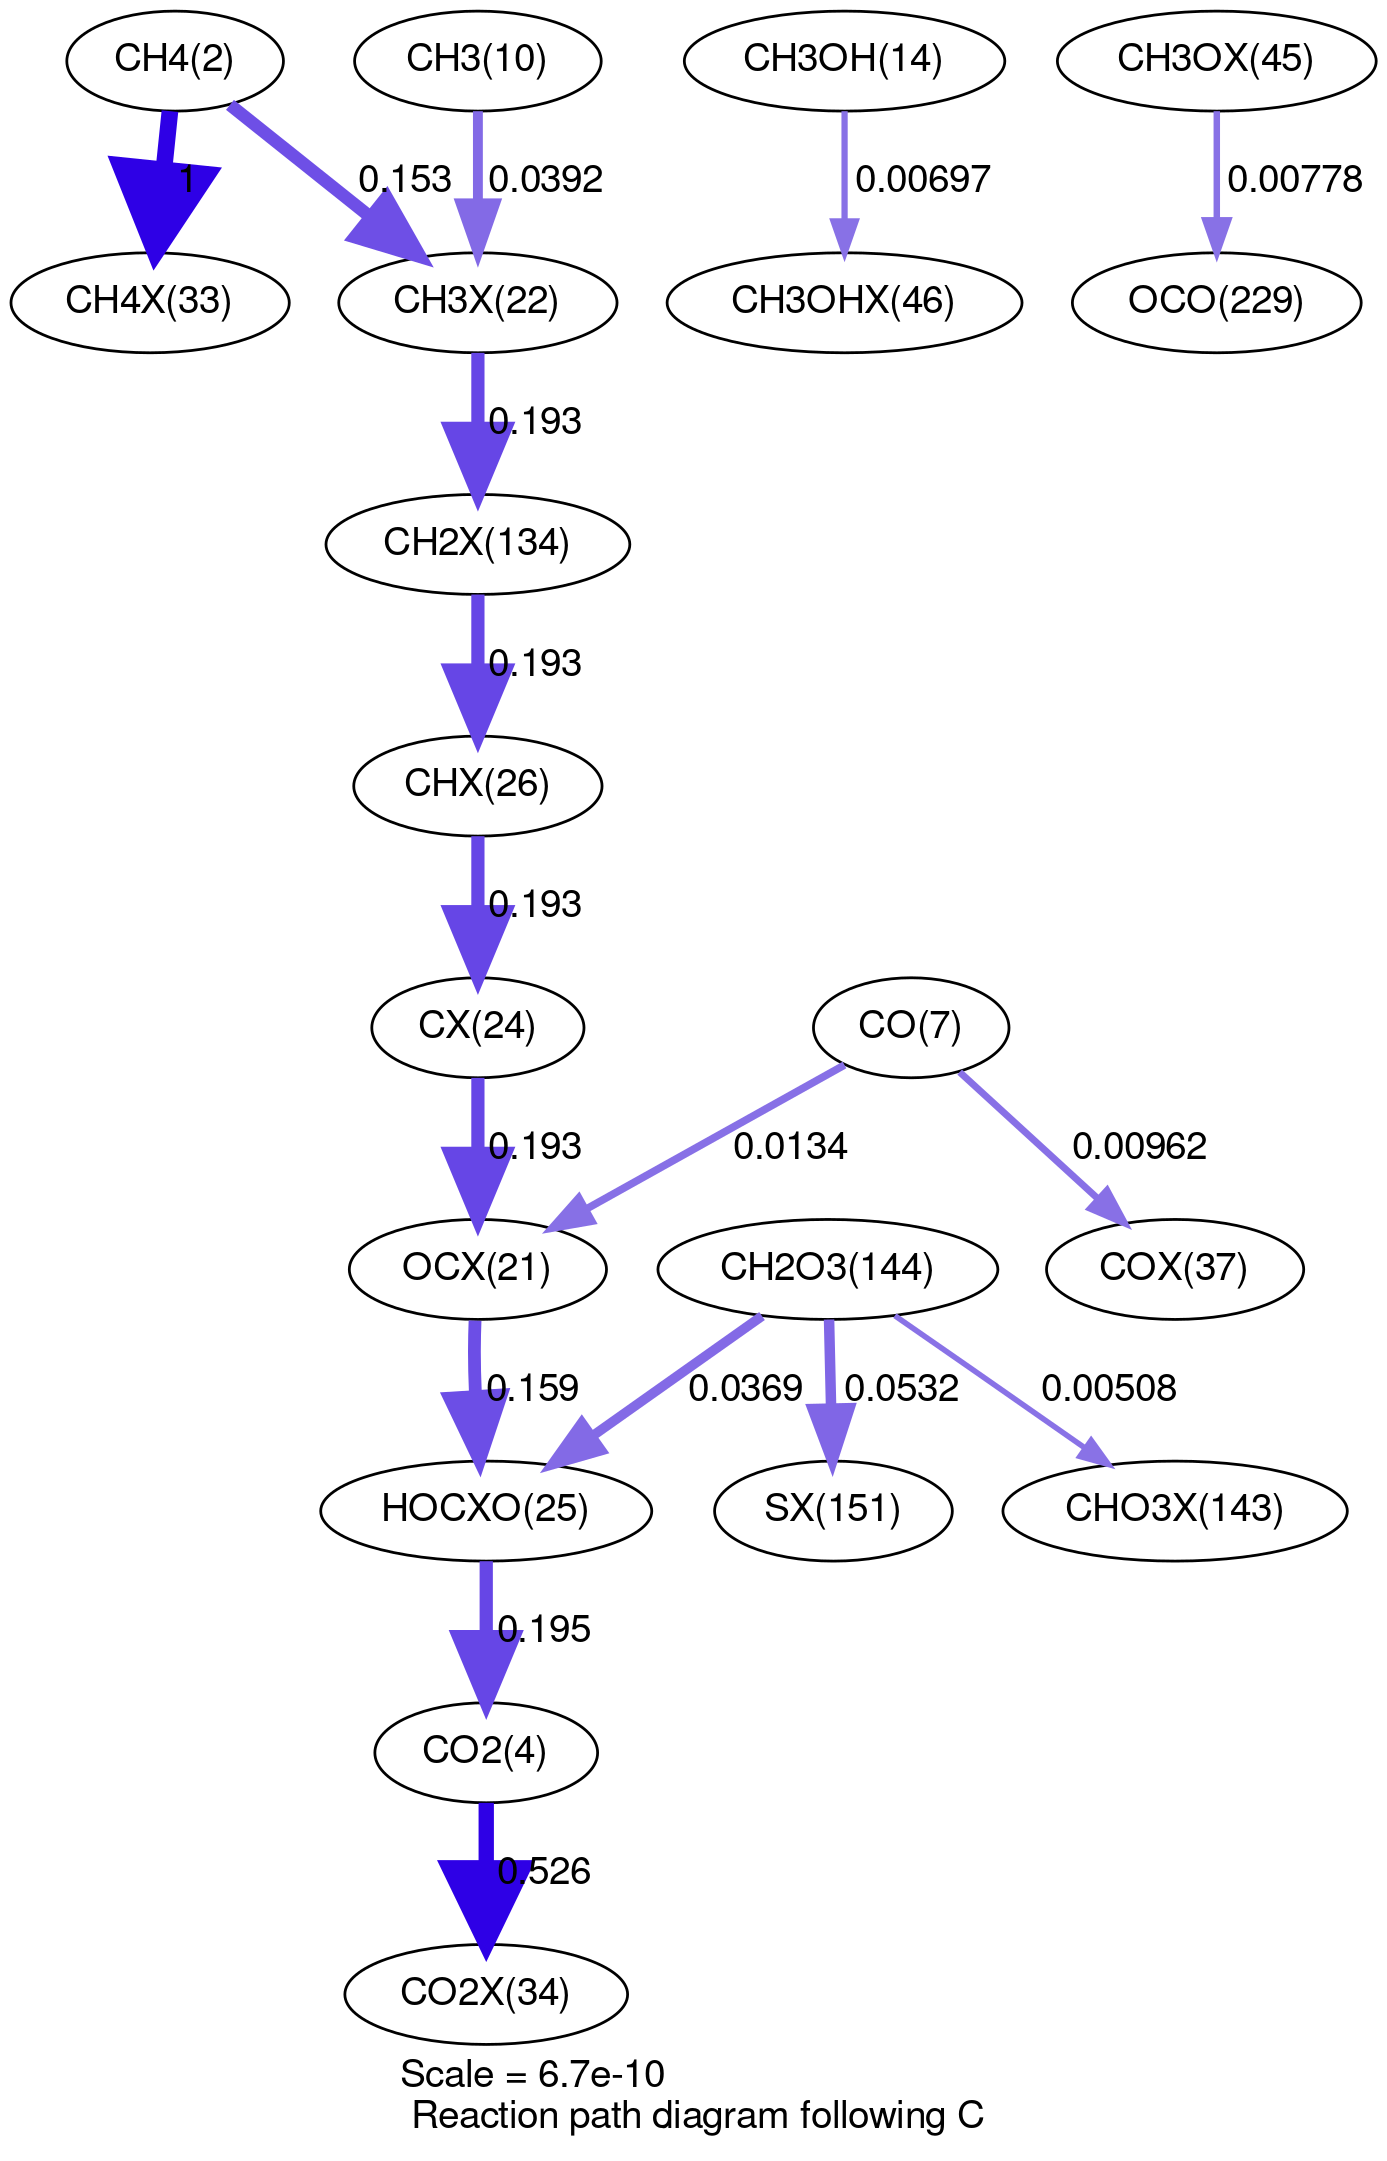 CH4(2)
CH3(10)
CH3OH(14)
CH3OX(45)
1
0.153
0.0392
0.00697
0.00778
CH4X(33)
CH3X(22)
CH3OHX(46)
OCO(229)
0.193
CH2X(134)
0.193
CHX(26)
0.193
CX(24)
CO(7)
0.193
0.0134
0.00962
OCX(21)
CH2O3(144)
COX(37)
0.159
0.0369
0.0532
0.00508
HOCXO(25)
SX(151)
CHO3X(143)
0.195
CO2(4)
0.526
CO2X(34)
Scale = 6.7e-10
Reaction path diagram following C